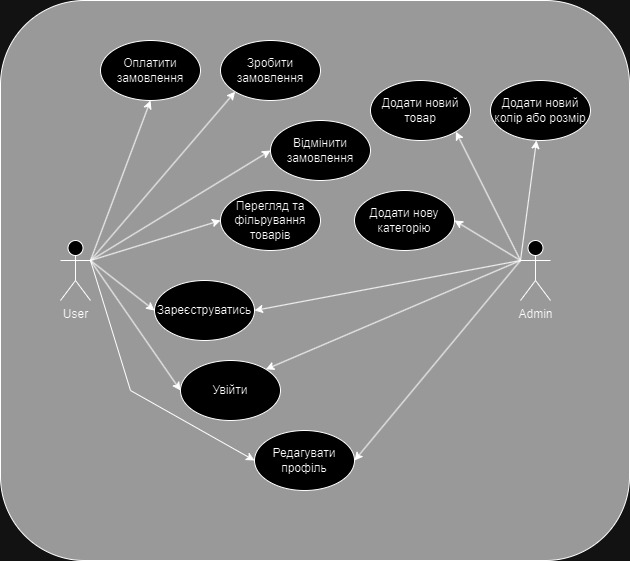 Оплатити
замовлення
Зробити
замовлення
Додати новий
товар
Додати новий
колір або розмір
Відмінити
замовлення
Перегляд та
фільрування
товарів
Додати нову
категорію
User
Admin
Зареєструватись
Увійти
Редагувати
профіль